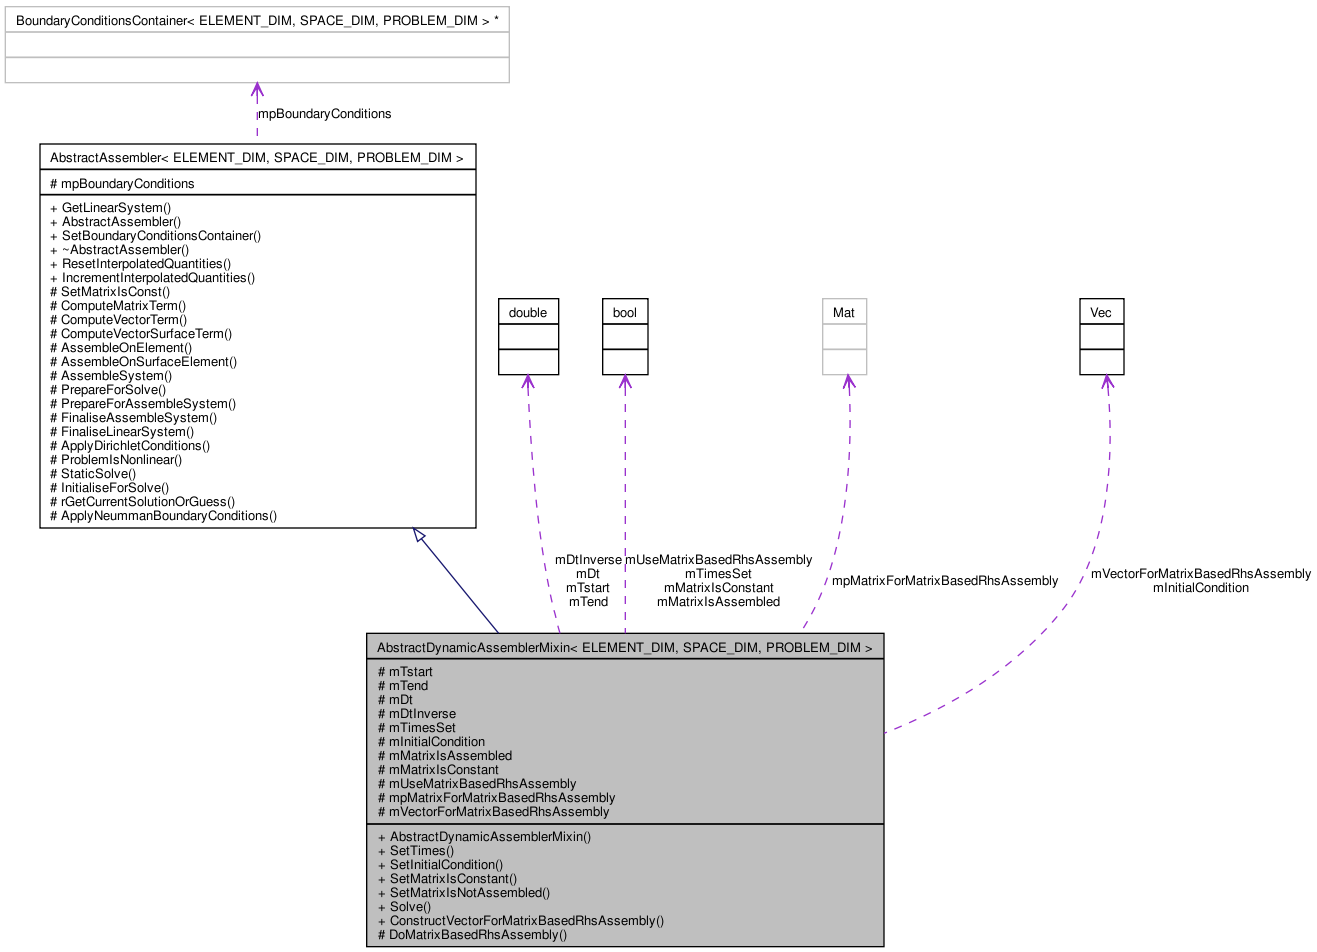 BoundaryConditionsContainer< ELEMENT_DIM, SPACE_DIM, PROBLEM_DIM > *
mpBoundaryConditions
AbstractAssembler< ELEMENT_DIM, SPACE_DIM, PROBLEM_DIM >
# mpBoundaryConditions
+ GetLinearSystem()
+ AbstractAssembler()
+ SetBoundaryConditionsContainer()
+ ~AbstractAssembler()
+ ResetInterpolatedQuantities()
+ IncrementInterpolatedQuantities()
# SetMatrixIsConst()
# ComputeMatrixTerm()
# ComputeVectorTerm()
# ComputeVectorSurfaceTerm()
# AssembleOnElement()
# AssembleOnSurfaceElement()
# AssembleSystem()
# PrepareForSolve()
# PrepareForAssembleSystem()
# FinaliseAssembleSystem()
# FinaliseLinearSystem()
# ApplyDirichletConditions()
# ProblemIsNonlinear()
# StaticSolve()
# InitialiseForSolve()
# rGetCurrentSolutionOrGuess()
# ApplyNeummanBoundaryConditions()
double
bool
Mat
Vec
mDtInverse
mDt
mTstart
mTend
mUseMatrixBasedRhsAssembly
mTimesSet
mMatrixIsConstant
mMatrixIsAssembled
mpMatrixForMatrixBasedRhsAssembly
mVectorForMatrixBasedRhsAssembly
mInitialCondition
AbstractDynamicAssemblerMixin< ELEMENT_DIM, SPACE_DIM, PROBLEM_DIM >
# mTstart
# mTend
# mDt
# mDtInverse
# mTimesSet
# mInitialCondition
# mMatrixIsAssembled
# mMatrixIsConstant
# mUseMatrixBasedRhsAssembly
# mpMatrixForMatrixBasedRhsAssembly
# mVectorForMatrixBasedRhsAssembly
+ AbstractDynamicAssemblerMixin()
+ SetTimes()
+ SetInitialCondition()
+ SetMatrixIsConstant()
+ SetMatrixIsNotAssembled()
+ Solve()
+ ConstructVectorForMatrixBasedRhsAssembly()
# DoMatrixBasedRhsAssembly()